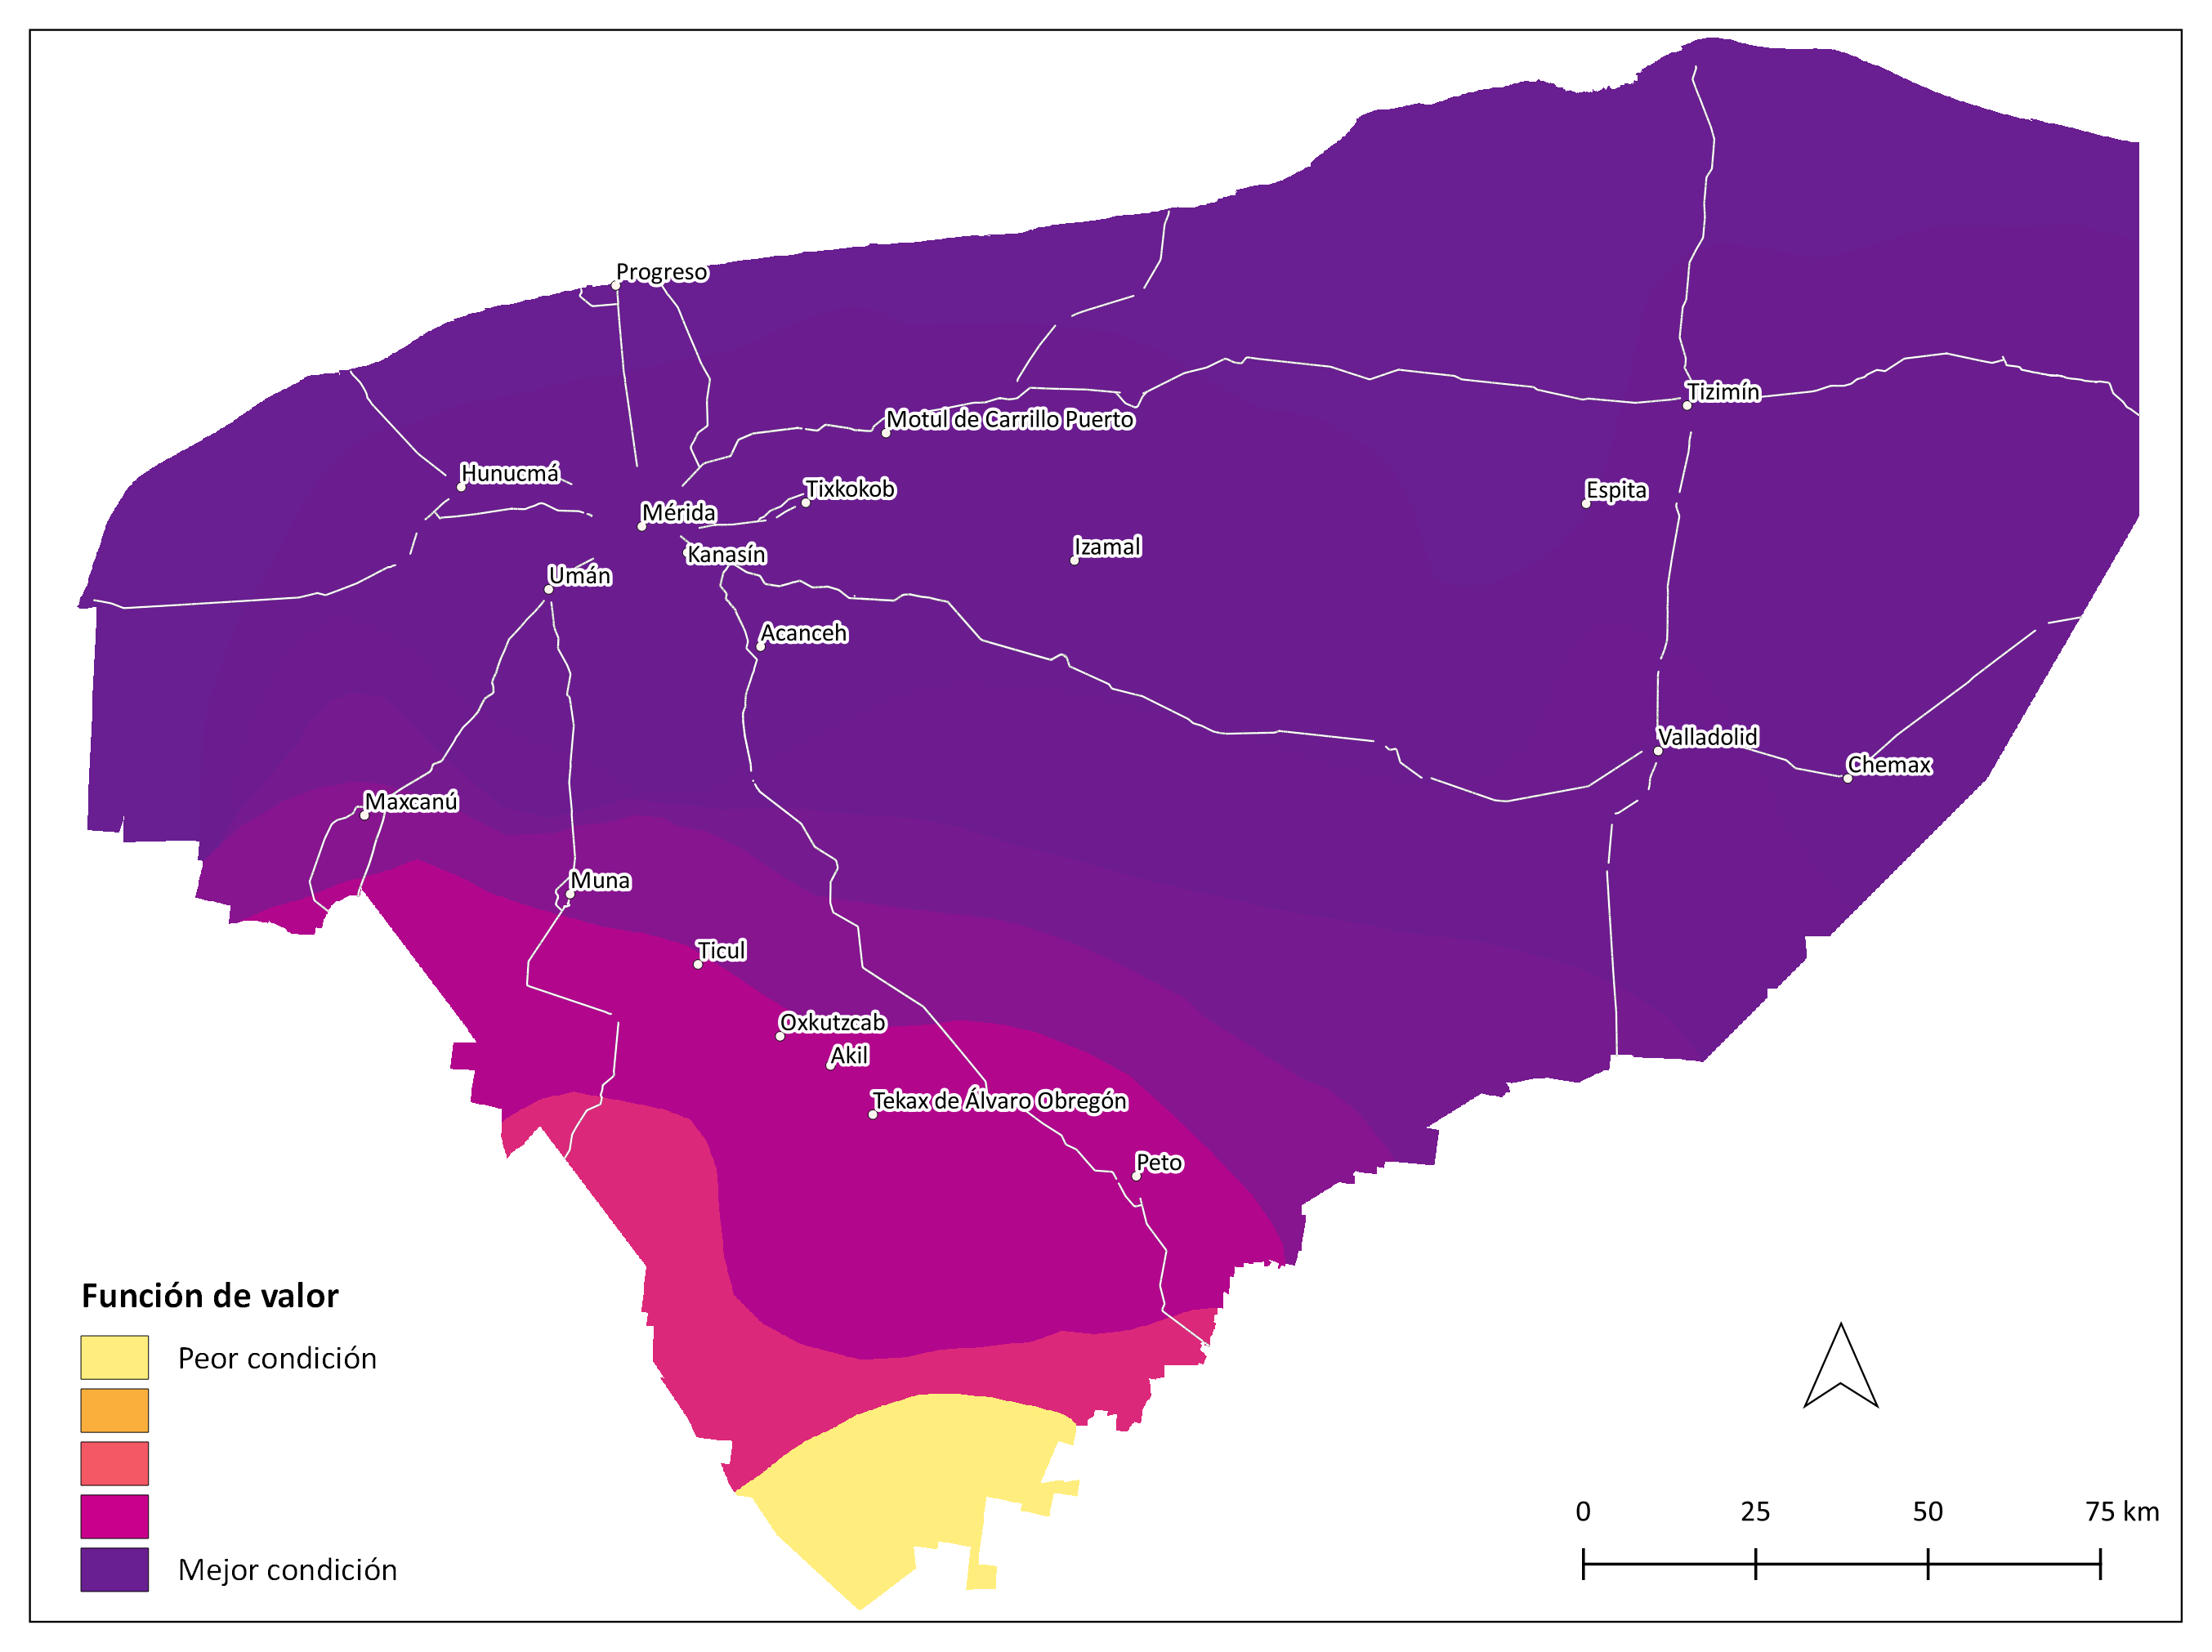 Progreso
Tizimín
Motul de Carrillo Puerto
Hunucmá
Tixkokob
Espita
Mérida
Izamal
Kanasín
Umán
Acanceh
Valladolid
Chemax
Maxcanú
Muna
Ticul
Oxkutzcab
Akil
Tekax de Álvaro Obregón
Peto
Función de valor
Peor condición
Mejor condición
0 25 50 75 km